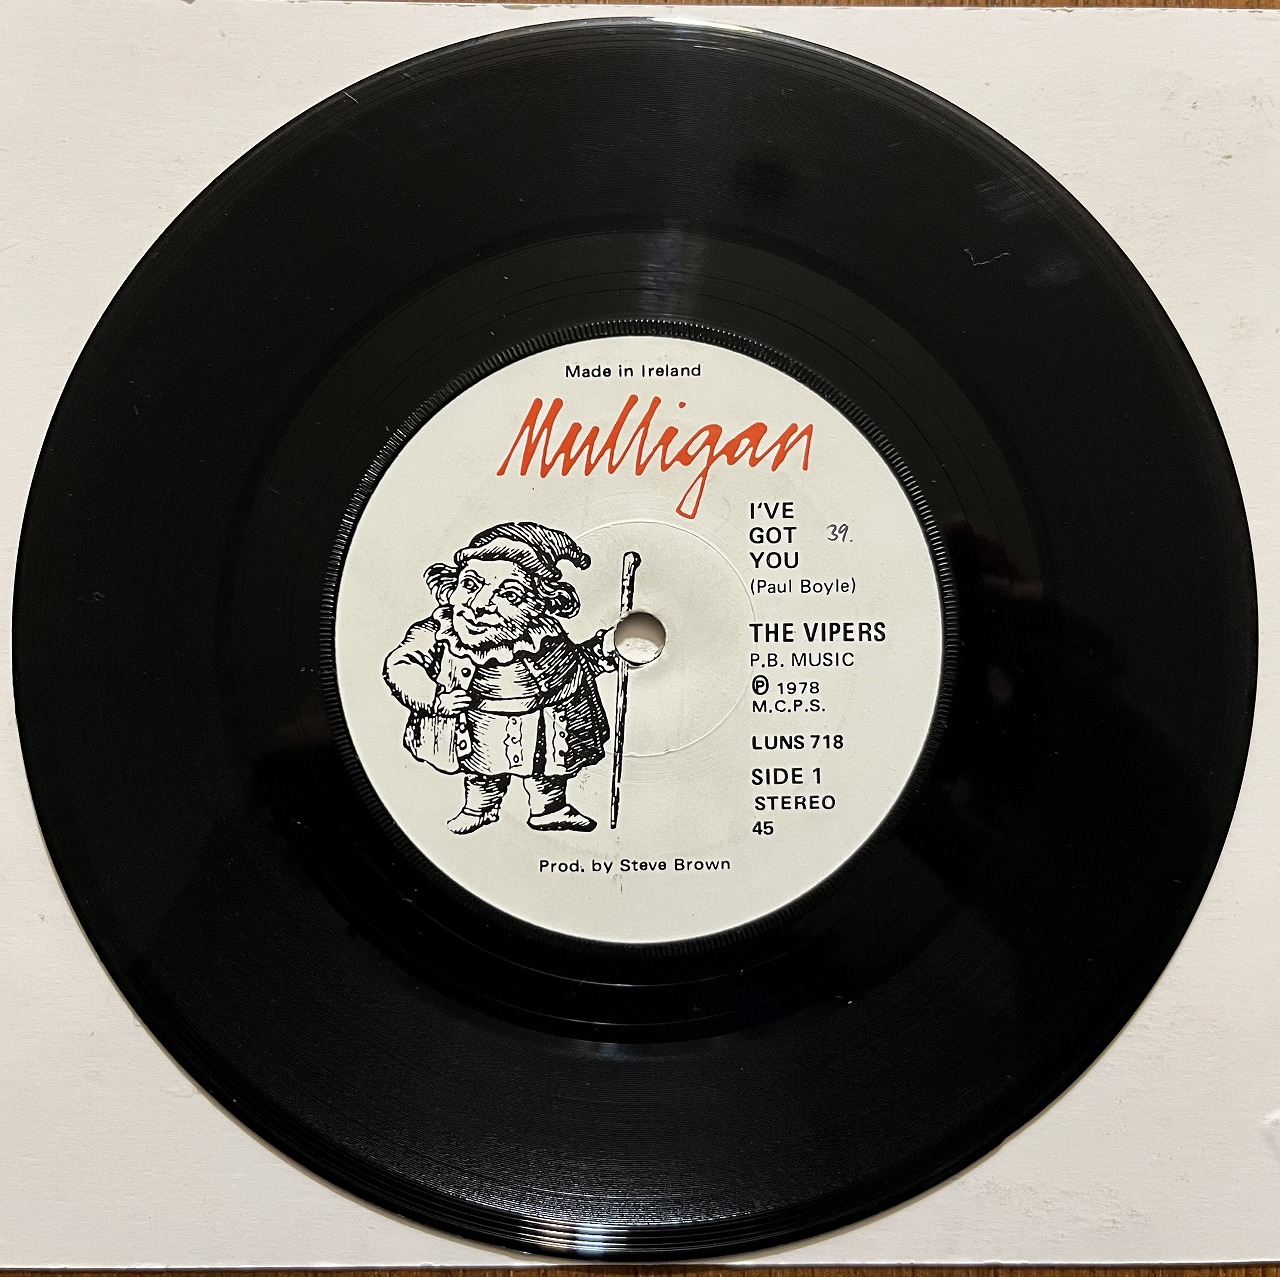 Made in Ireland
Mulligan
I'VE
GOT 39.
YOU
(Paul Boyle)
THE VIPERS
P.B. MUSIC
℗ 1978
M.C.P.S.
LUNS 718
SIDE 1
STEREO
45
Prod. by Steve Brown